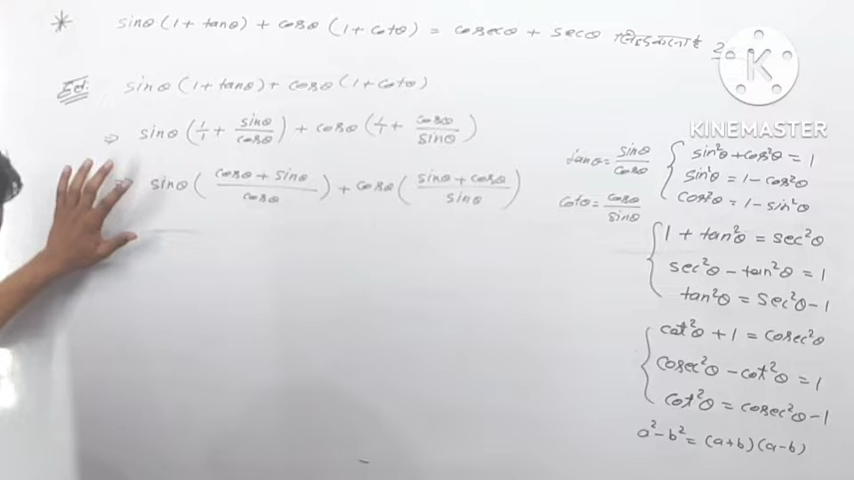 * sinθ(1+tanθ) + cosθ(1+cotθ) = cosecθ + secθ सिद्ध करना है
Sol. sinθ(1+tanθ)+cosθ(1+cotθ)
⇒ sinθ(1/1 + sinθ/cosθ) + cosθ(1/1 + cosθ/sinθ)
⇒ sinθ((cosθ+sinθ)/cosθ) + cosθ((sinθ+cosθ)/sinθ)
KINEMASTER
tanθ = sinθ/cosθ
cotθ = cosθ/sinθ
sin²θ+cos²θ = 1
sin²θ = 1-cos²θ
cos²θ = 1-sin²θ
1 + tan²θ = sec²θ
sec²θ - tan²θ = 1
tan²θ = sec²θ-1
cot²θ + 1 = cosec²θ
cosec²θ - cot²θ = 1
cot²θ = cosec²θ-1
a²-b² = (a+b)(a-b)